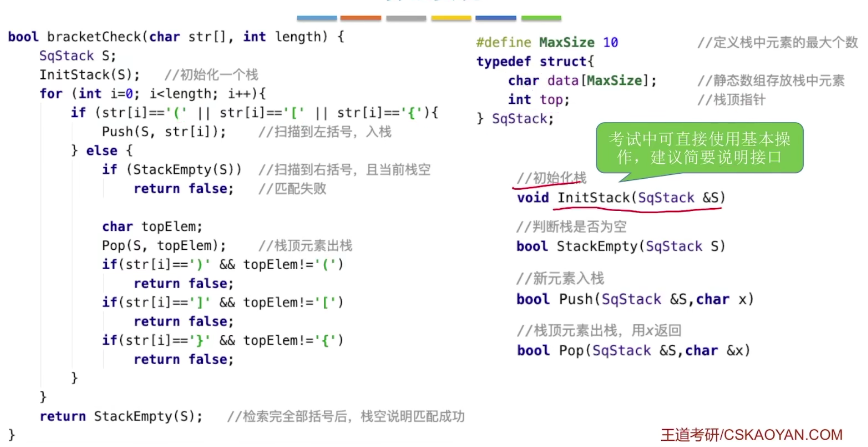 bool bracketCheck(char str[], int length) {
    SqStack S;
    InitStack(S);   //初始化一个栈
    for (int i=0; i<length; i++){
        if (str[i]=='(' || str[i]=='[' || str[i]=='{'){
            Push(S, str[i]);    //扫描到左括号，入栈
        } else {
            if (StackEmpty(S))  //扫描到右括号，且当前栈空
                return false;   //匹配失败
            char topElem;
            Pop(S, topElem);    //栈顶元素出栈
            if(str[i]==')' && topElem!='(')
                return false;
            if(str[i]==']' && topElem!='[')
                return false;
            if(str[i]=='}' && topElem!='{')
                return false;
        }
    }
    return StackEmpty(S);   //检索完全部括号后，栈空说明匹配成功
}
#define MaxSize 10          //定义栈中元素的最大个数
typedef struct{
    char data[MaxSize];     //静态数组存放栈中元素
    int top;                //栈顶指针
} SqStack;
考试中可直接使用基本操
作，建议简要说明接口
//初始化栈
void InitStack(SqStack &S)
//判断栈是否为空
bool StackEmpty(SqStack S)
//新元素入栈
bool Push(SqStack &S,char x)
//栈顶元素出栈，用x返回
bool Pop(SqStack &S,char &x)
王道考研/CSKAOYAN.COM